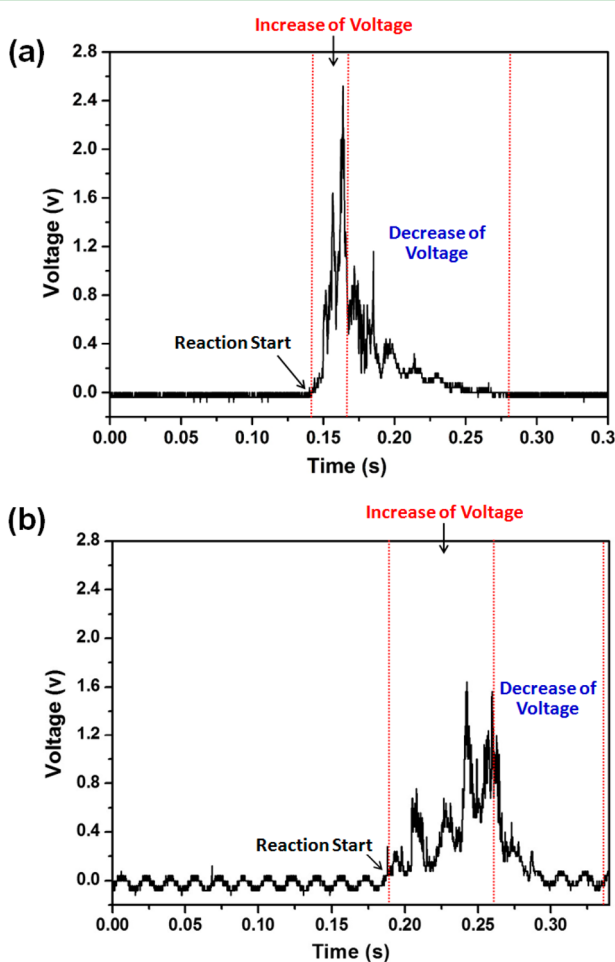 Increase of Voltage
(a)
2.8
2.4
2.0
1.6
1.2
0.8
0.4
0.0
Voltage (v)
Decrease of
Voltage
Reaction Start
0.00 0.05 0.10 0.15 0.20 0.25 0.30 0.3
Time (s)
(b)
Increase of Voltage
2.8
2.4
2.0
1.6
1.2
0.8
0.4
0.0
Voltage (v)
Decrease of
Voltage
Reaction Start
0.00 0.05 0.10 0.15 0.20 0.25 0.30
Time (s)